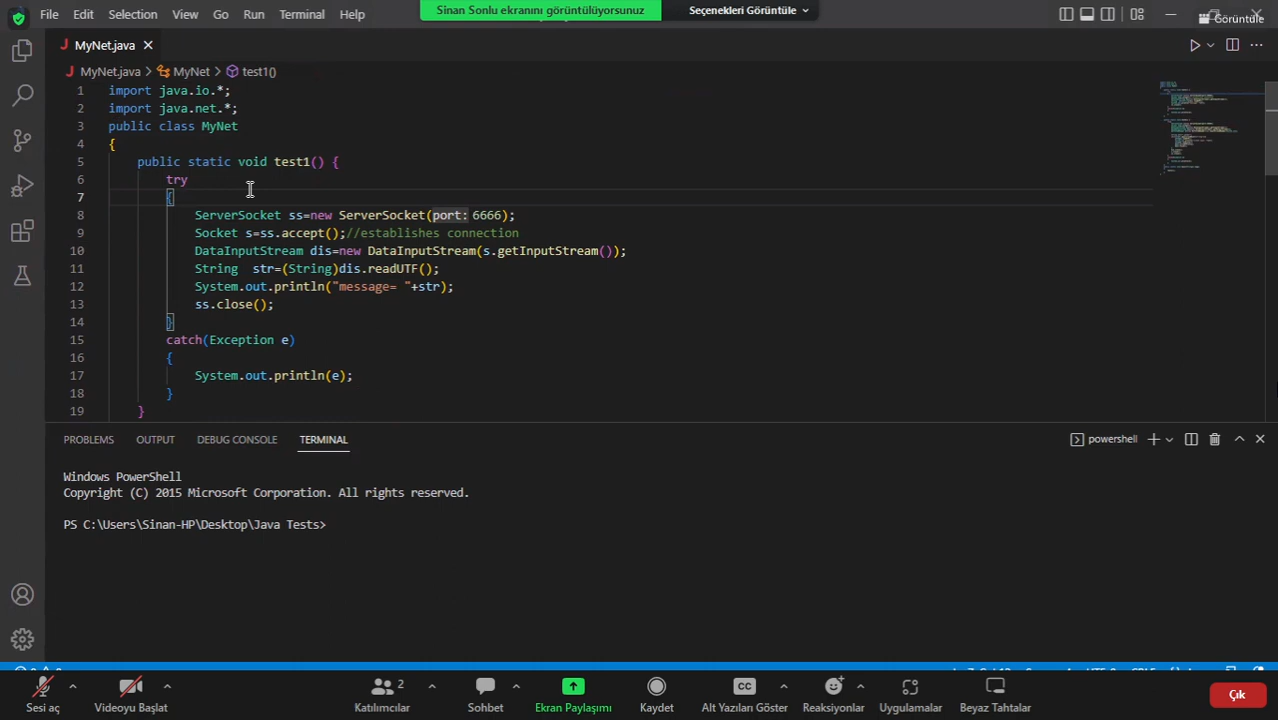 File Edit Selection View Go Run Terminal Help
Sinan Sonlu ekranını görüntülüyorsunuz
Seçenekleri Görüntüle
Görüntüle
MyNet.java
MyNet.java > MyNet > test1()
1 import java.io.*;
2 import java.net.*;
3 public class MyNet
4 {
5 public static void test1() {
6 try
7 {
8 ServerSocket ss=new ServerSocket(port: 6666);
9 Socket s=ss.accept();//establishes connection
10 DataInputStream dis=new DataInputStream(s.getInputStream());
11 String  str=(String)dis.readUTF();
12 System.out.println("message= "+str);
13 ss.close();
14 }
15 catch(Exception e)
16 {
17 System.out.println(e);
18 }
19 }
PROBLEMS OUTPUT DEBUG CONSOLE TERMINAL
powershell
Windows PowerShell
Copyright (C) 2015 Microsoft Corporation. All rights reserved.
PS C:\Users\Sinan-HP\Desktop\Java Tests>
Sesi aç
Videoyu Başlat
2
Katılımcılar
Sohbet
Ekran Paylaşımı
Kaydet
CC
Alt Yazıları Göster
Reaksiyonlar
Uygulamalar
Beyaz Tahtalar
Çık